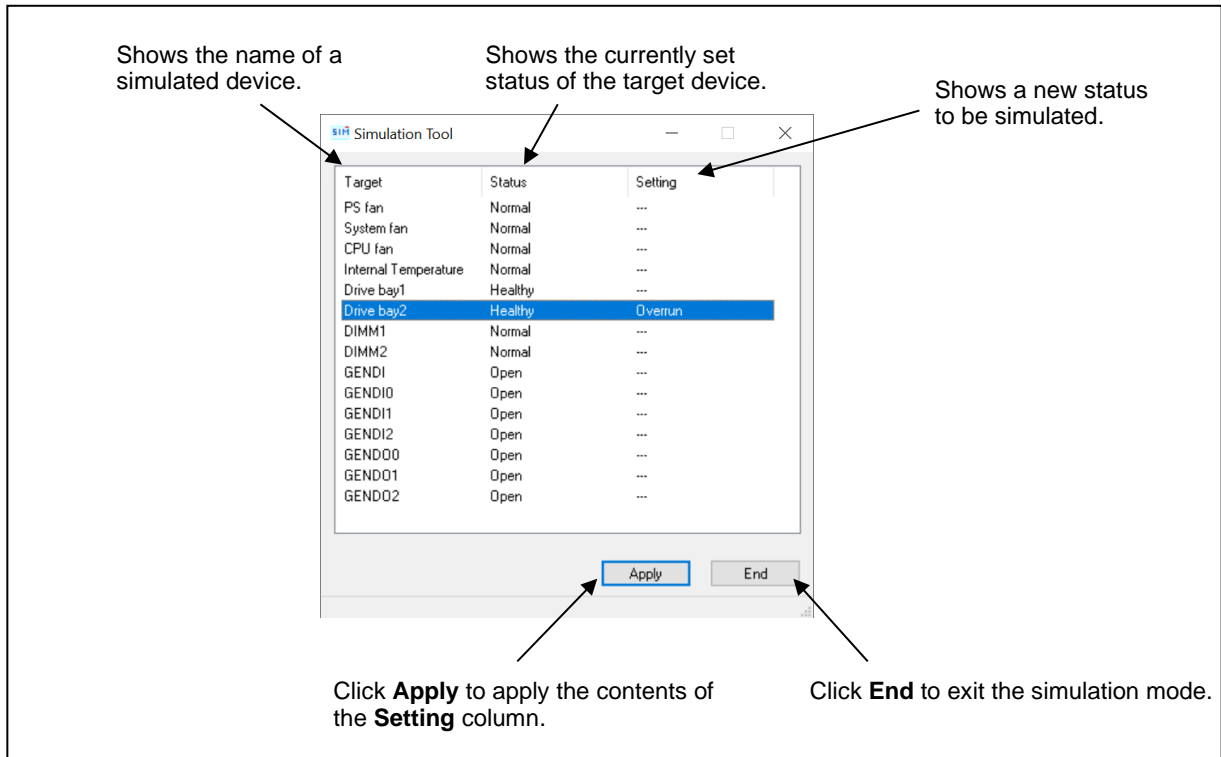 Shows the name of a
simulated device.
Shows the currently set
status of the target device.
Shows a new status
to be simulated.
SIM Simulation Tool
Target Status Setting
PS fan Normal ---
System fan Normal ---
CPU fan Normal ---
Internal Temperature Normal ---
Drive bay1 Healthy ---
Drive bay2 Healthy Overrun
DIMM1 Normal ---
DIMM2 Normal ---
GENDI Open ---
GENDI0 Open ---
GENDI1 Open ---
GENDI2 Open ---
GENDO0 Open ---
GENDO1 Open ---
GENDO2 Open ---
Apply End
Click Apply to apply the contents of
the Setting column.
Click End to exit the simulation mode.